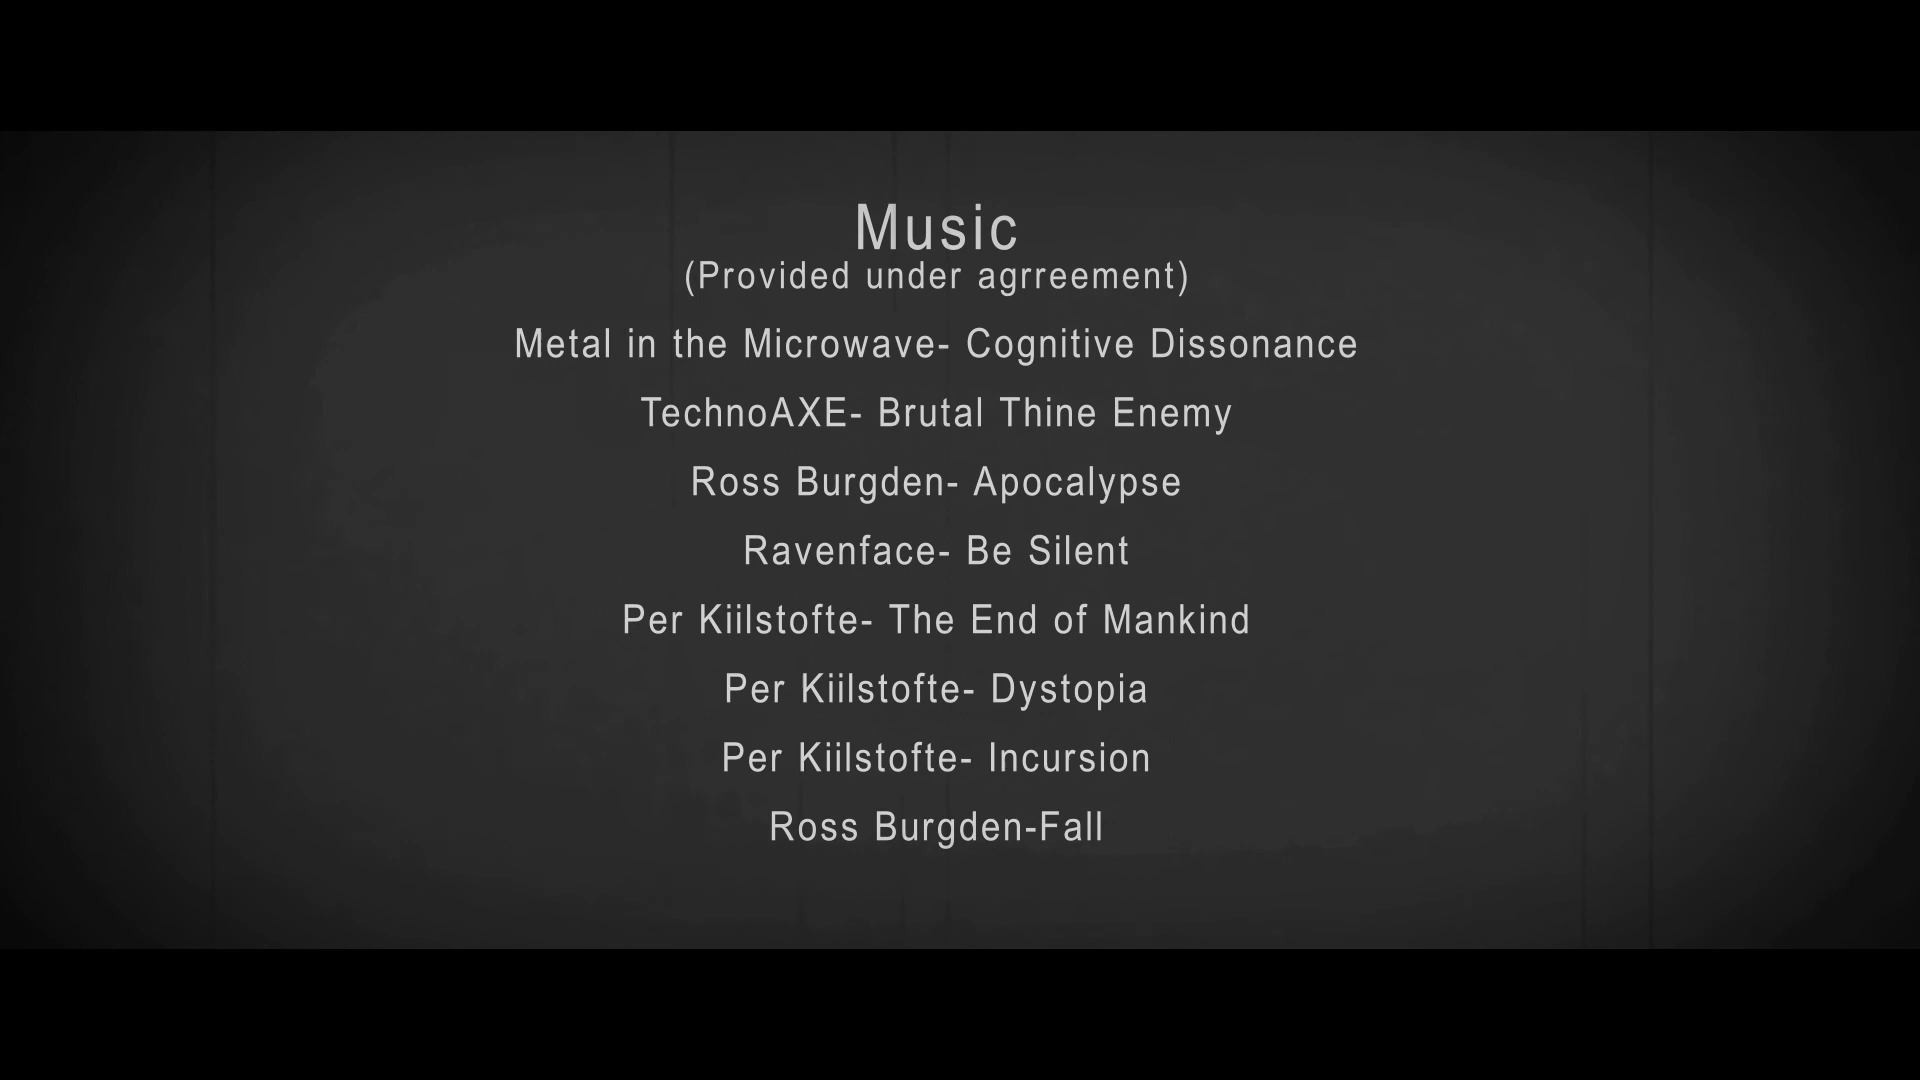 Music
(Provided under agrreement)
Metal in the Microwave- Cognitive Dissonance
TechnoAXE- Brutal Thine Enemy
Ross Burgden- Apocalypse
Ravenface- Be Silent
Per Kiilstofte- The End of Mankind
Per Kiilstofte- Dystopia
Per Kiilstofte- Incursion
Ross Burgden-Fall